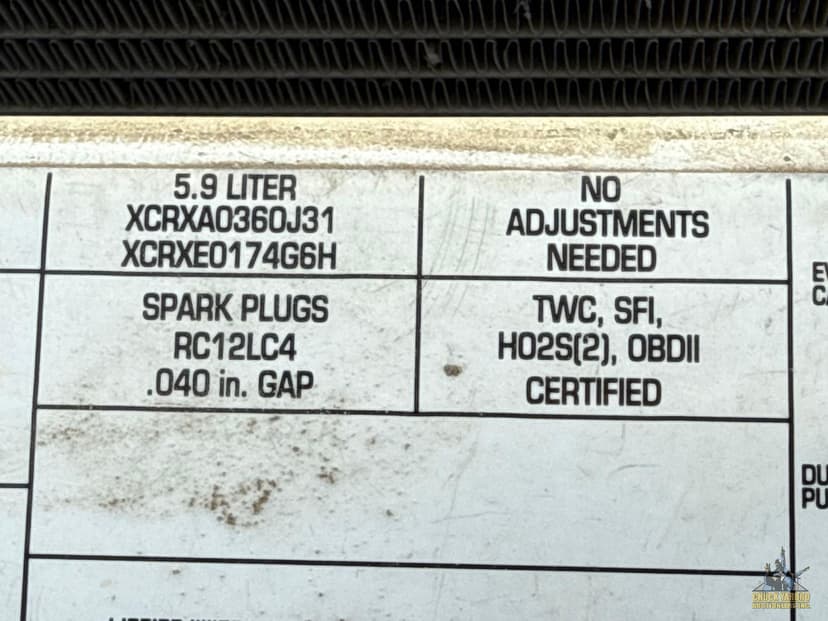 5.9 LITER
XCRXA0360J31
XCRXE0174G6H
NO
ADJUSTMENTS
NEEDED
SPARK PLUGS
RC12LC4
.040 in. GAP
TWC, SFI,
HO2S(2), OBDII
CERTIFIED